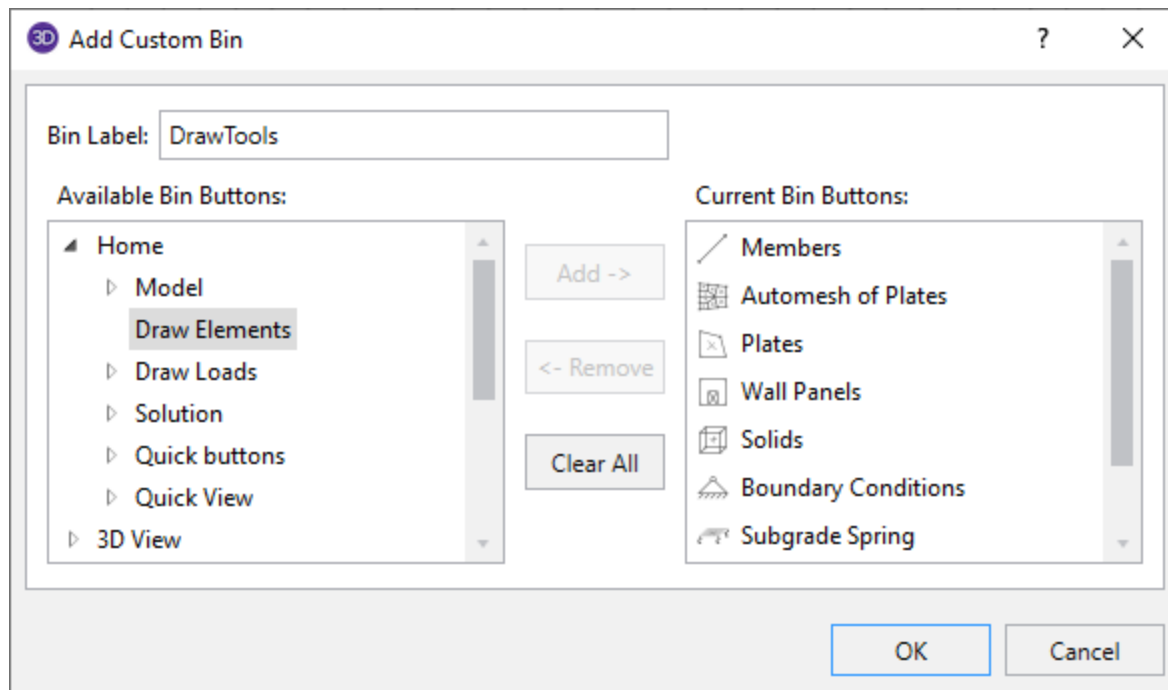 3D Add Custom Bin ?
Bin Label: DrawTools
Available Bin Buttons:
Home
Model
Draw Elements
Draw Loads
Solution
Quick buttons
Quick View
3D View
Add ->
<- Remove
Clear All
Current Bin Buttons:
Members
Automesh of Plates
Plates
Wall Panels
Solids
Boundary Conditions
Subgrade Spring
OK
Cancel